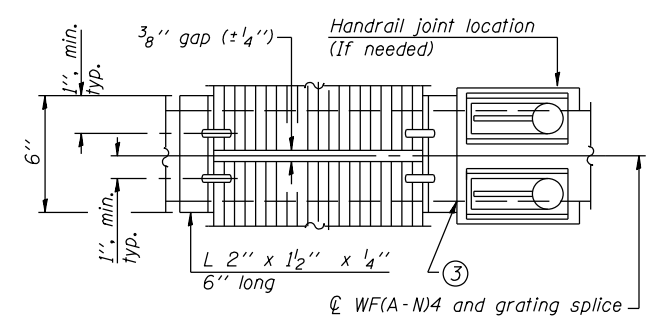 3/8" gap (±1/4")
Handrail joint location
(If needed)
1", min.
typ.
6"
1", min.
typ.
L 2" x 1 1/2" x 1/4"
6" long
3
℄ WF(A-N)4 and grating splice